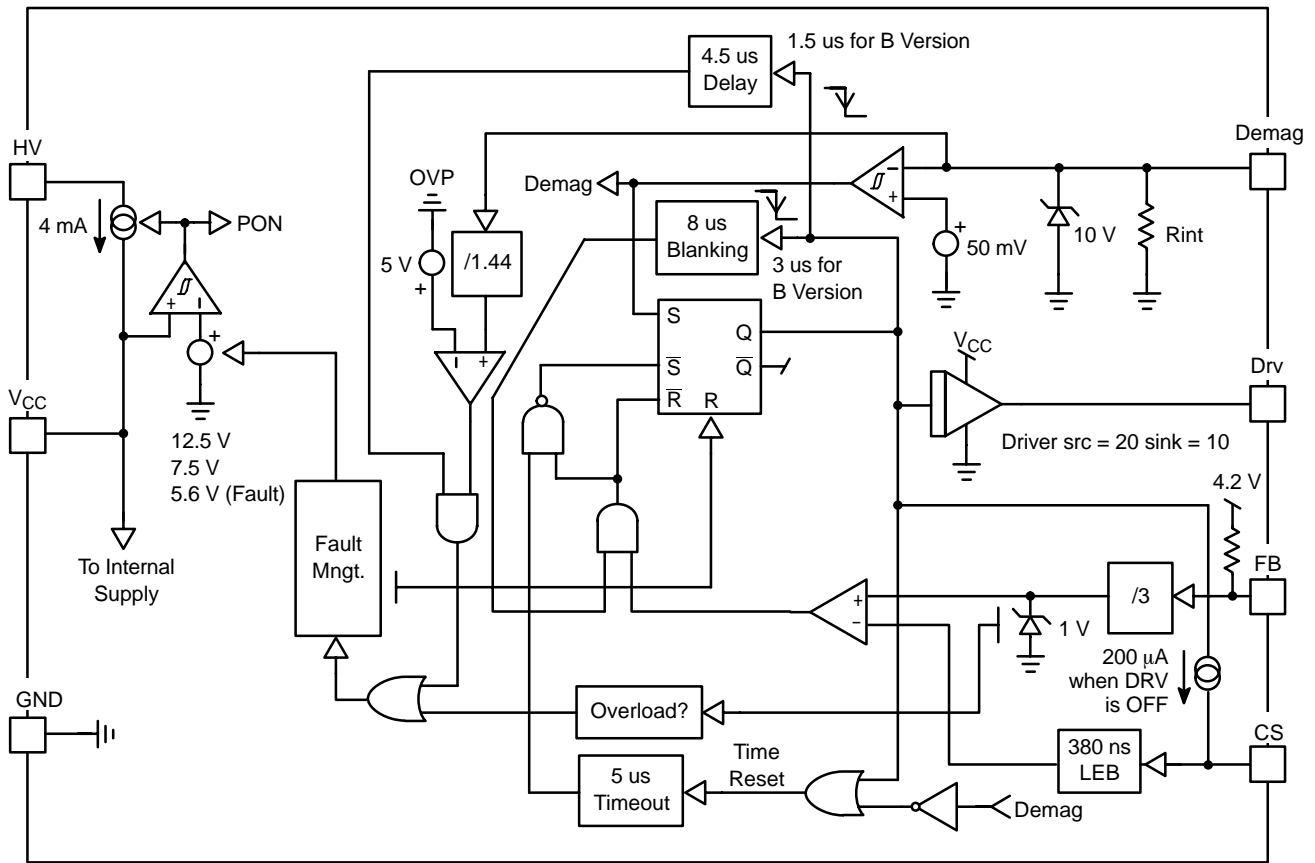 4.5 us
Delay
1.5 us for B Version
HV
Demag
OVP
Demag
4 mA
PON
8 us
Blanking
5 V
+
/1.44
3 us for
B Version
−
+
+
50 mV
10 V
Rint
+
−
+
S
Q
S
Q
R
R
−
+
VCC
Drv
VCC
12.5 V
7.5 V
5.6 V (Fault)
Driver src = 20 sink = 10
4.2 V
Fault
Mngt.
To Internal
Supply
FB
+
−
/3
1 V
200 μA
when DRV
is OFF
GND
Overload?
CS
380 ns
LEB
Time
Reset
5 us
Timeout
Demag